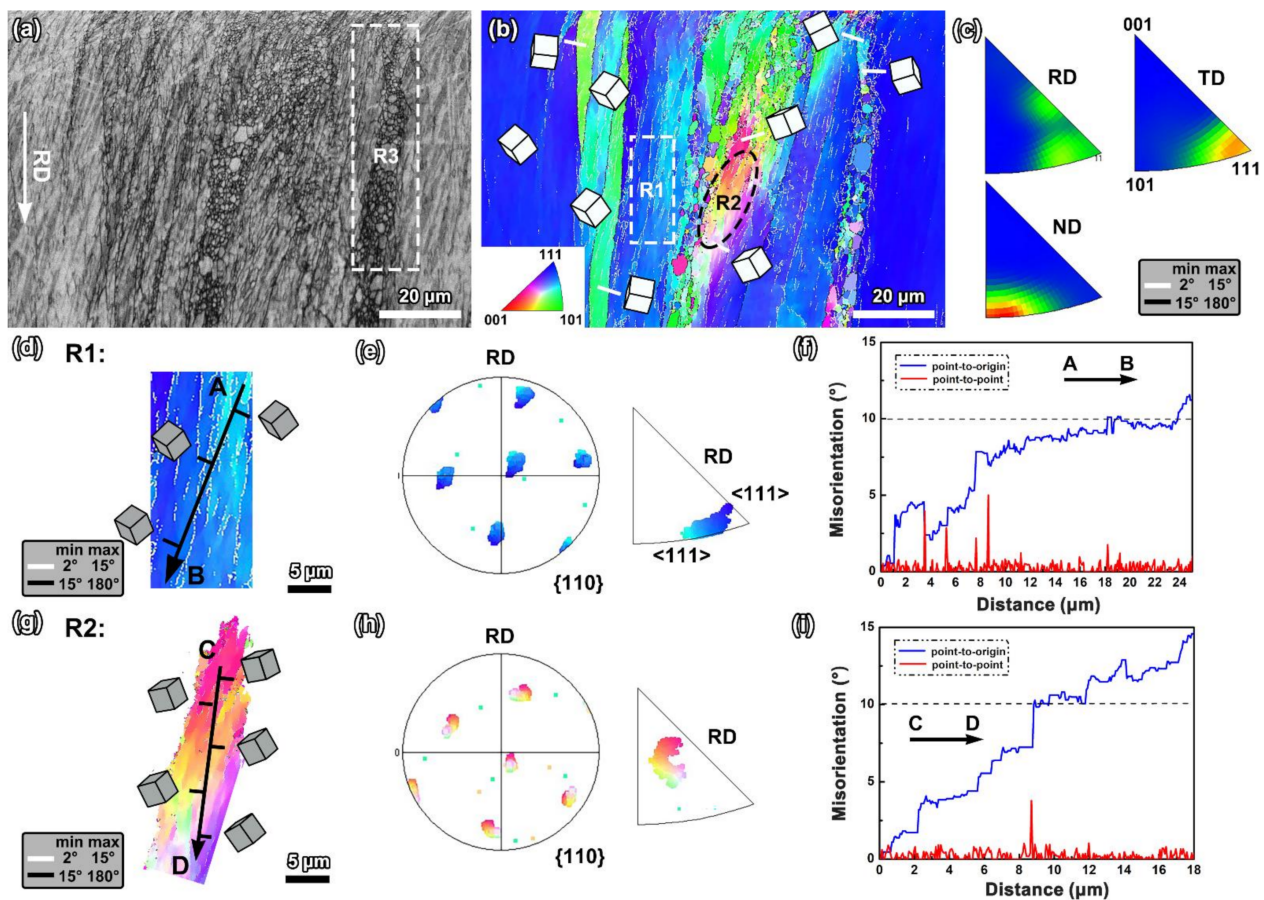 (a)
RD
R3
20 μm
(b)
R1
R2
111
001
101
20 μm
(c)
001
RD
TD
101
111
ND
min max
2° 15°
15° 180°
(d)
R1:
A
B
min max
2° 15°
15° 180°
5 μm
(e)
RD
{110}
RD
<111>
<111>
(f)
point-to-origin
point-to-point
A B
Misorientation (°)
15
10
5
0
0 2 4 6 8 10 12 14 16 18 20 22 24
Distance (μm)
(g)
R2:
C
D
min max
2° 15°
15° 180°
5 μm
(h)
RD
0
{110}
RD
(i)
point-to-origin
point-to-point
C D
Misorientation (°)
15
10
5
0
0 2 4 6 8 10 12 14 16 18
Distance (μm)